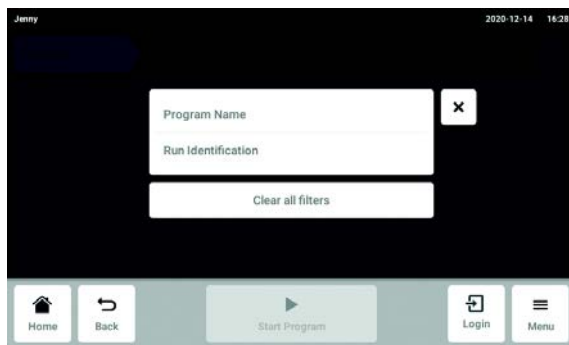 Jenny 2020-12-14 16:28
Program Name
Run Identification
Clear all filters
Home Back Start Program Login Menu